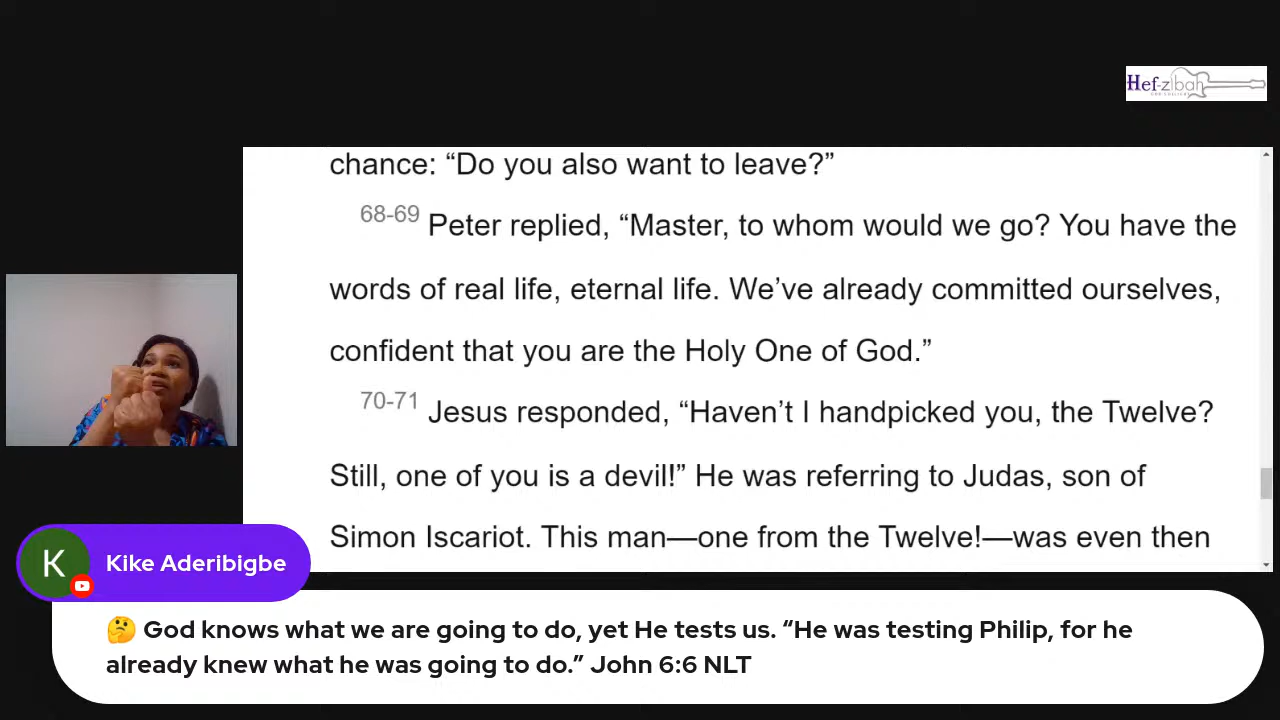 Hef-zibah
chance: “Do you also want to leave?”
68-69 Peter replied, “Master, to whom would we go? You have the
words of real life, eternal life. We’ve already committed ourselves,
confident that you are the Holy One of God.”
70-71 Jesus responded, “Haven’t I handpicked you, the Twelve?
Still, one of you is a devil!” He was referring to Judas, son of
Simon Iscariot. This man—one from the Twelve!—was even then
K
Kike Aderibigbe
🤔 God knows what we are going to do, yet He tests us. “He was testing Philip, for he
already knew what he was going to do.” John 6:6 NLT